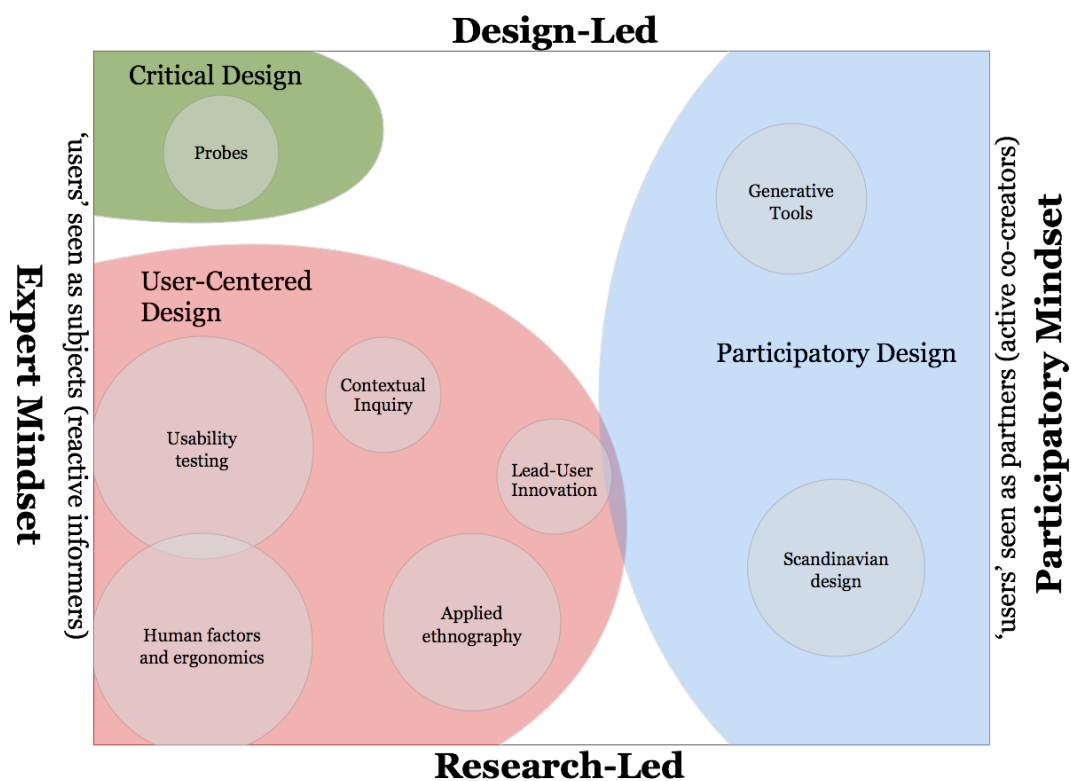 Design-Led
Critical Design
Probes
Generative
Tools
Expert Mindset
‘users’ seen as subjects (reactive informers)
User-Centered
Design
Contextual
Inquiry
Usability
testing
Lead-User
Innovation
Human factors
and ergonomics
Applied
ethnography
Participatory Design
Scandinavian
design
‘users’ seen as partners (active co-creators)
Participatory Mindset
Research-Led